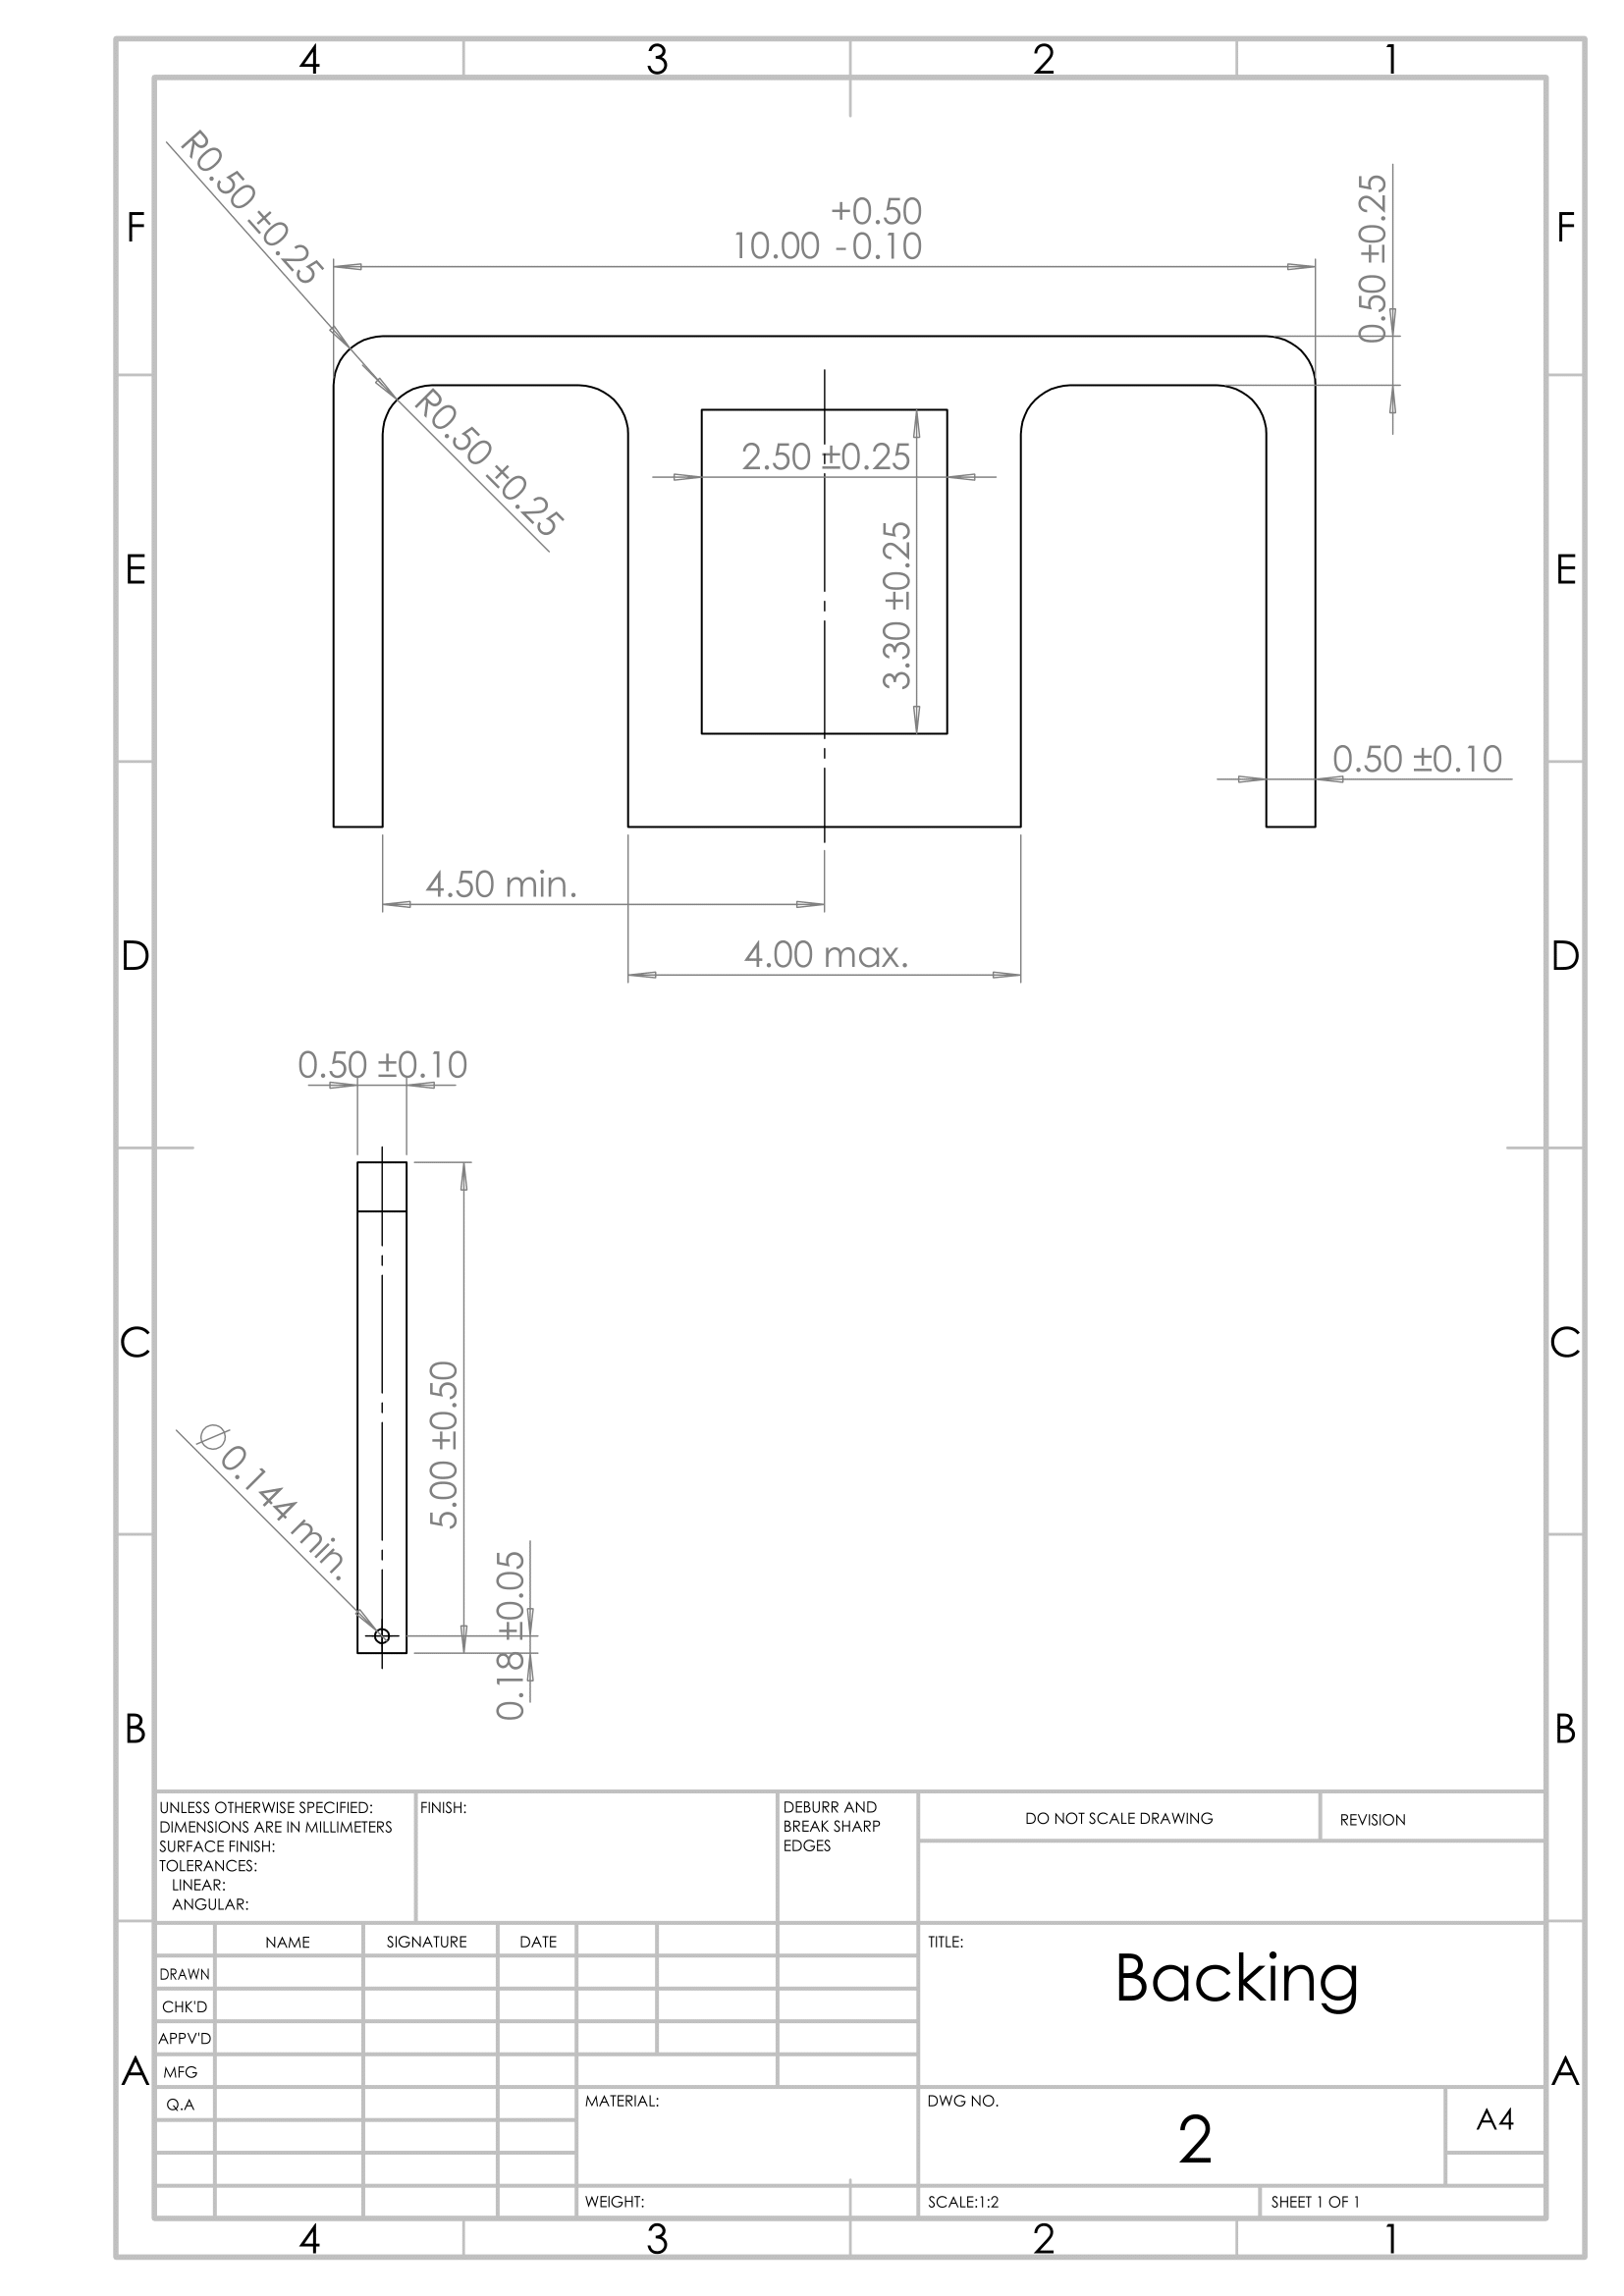 4 3 2 1
R0.50 ±0.25
+0.50
10.00 -0.10
0.50 ±0.25
F F
R0.50 ±0.25
2.50 ±0.25
3.30 ±0.25
E E
0.50 ±0.10
4.50 min.
4.00 max.
D D
0.50 ±0.10
5.00 ±0.50
C C
Ø0.144 min.
0.18 ±0.05
B B
UNLESS OTHERWISE SPECIFIED:
DIMENSIONS ARE IN MILLIMETERS
SURFACE FINISH:
TOLERANCES:
LINEAR:
ANGULAR:
FINISH:
DEBURR AND
BREAK SHARP
EDGES
DO NOT SCALE DRAWING
REVISION
NAME SIGNATURE DATE
DRAWN
CHK'D
APPV'D
MFG
Q.A
TITLE:
Backing
A A
MATERIAL:
DWG NO.
2
A4
WEIGHT:
SCALE:1:2
SHEET 1 OF 1
4 3 2 1